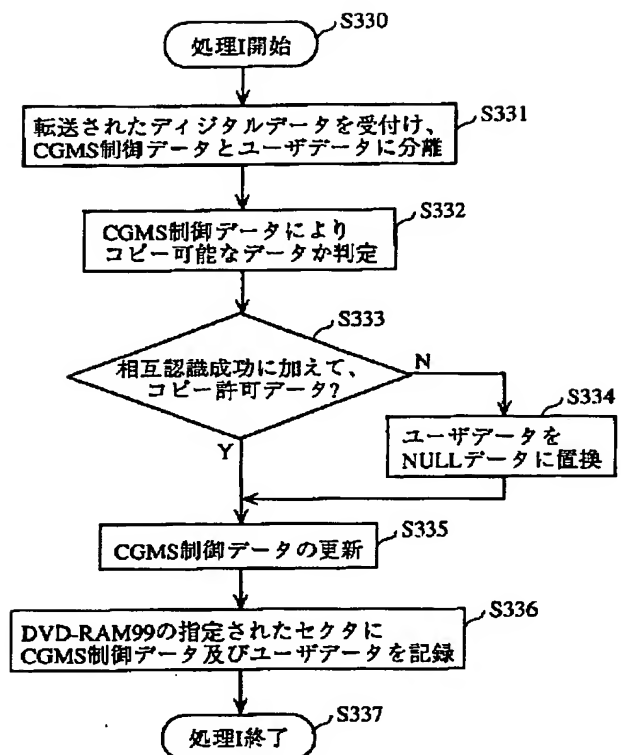 S330
処理I開始
S331
転送されたディジタルデータを受付け、
CGMS制御データとユーザデータに分離
S332
CGMS制御データにより
コピー可能なデータか判定
S333
相互認識成功に加えて、
コピー許可データ?
N
Y
S334
ユーザデータを
NULLデータに置換
S335
CGMS制御データの更新
S336
DVD-RAM99の指定されたセクタに
CGMS制御データ及びユーザデータを記録
S337
処理I終了